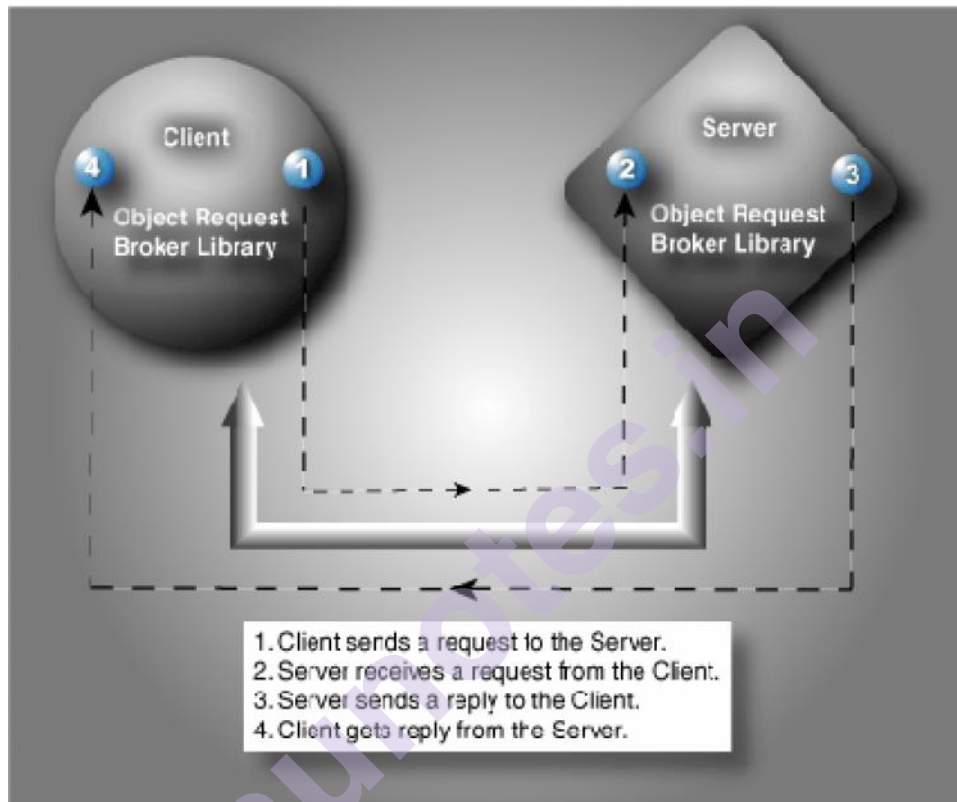 Client
4
1
Object Request
Broker Library
Server
2
3
Object Request
Broker Library
1. Client sends a request to the Server.
2. Server receives a request from the Client.
3. Server sends a reply to the Client.
4. Client gets reply from the Server.
unotes.in